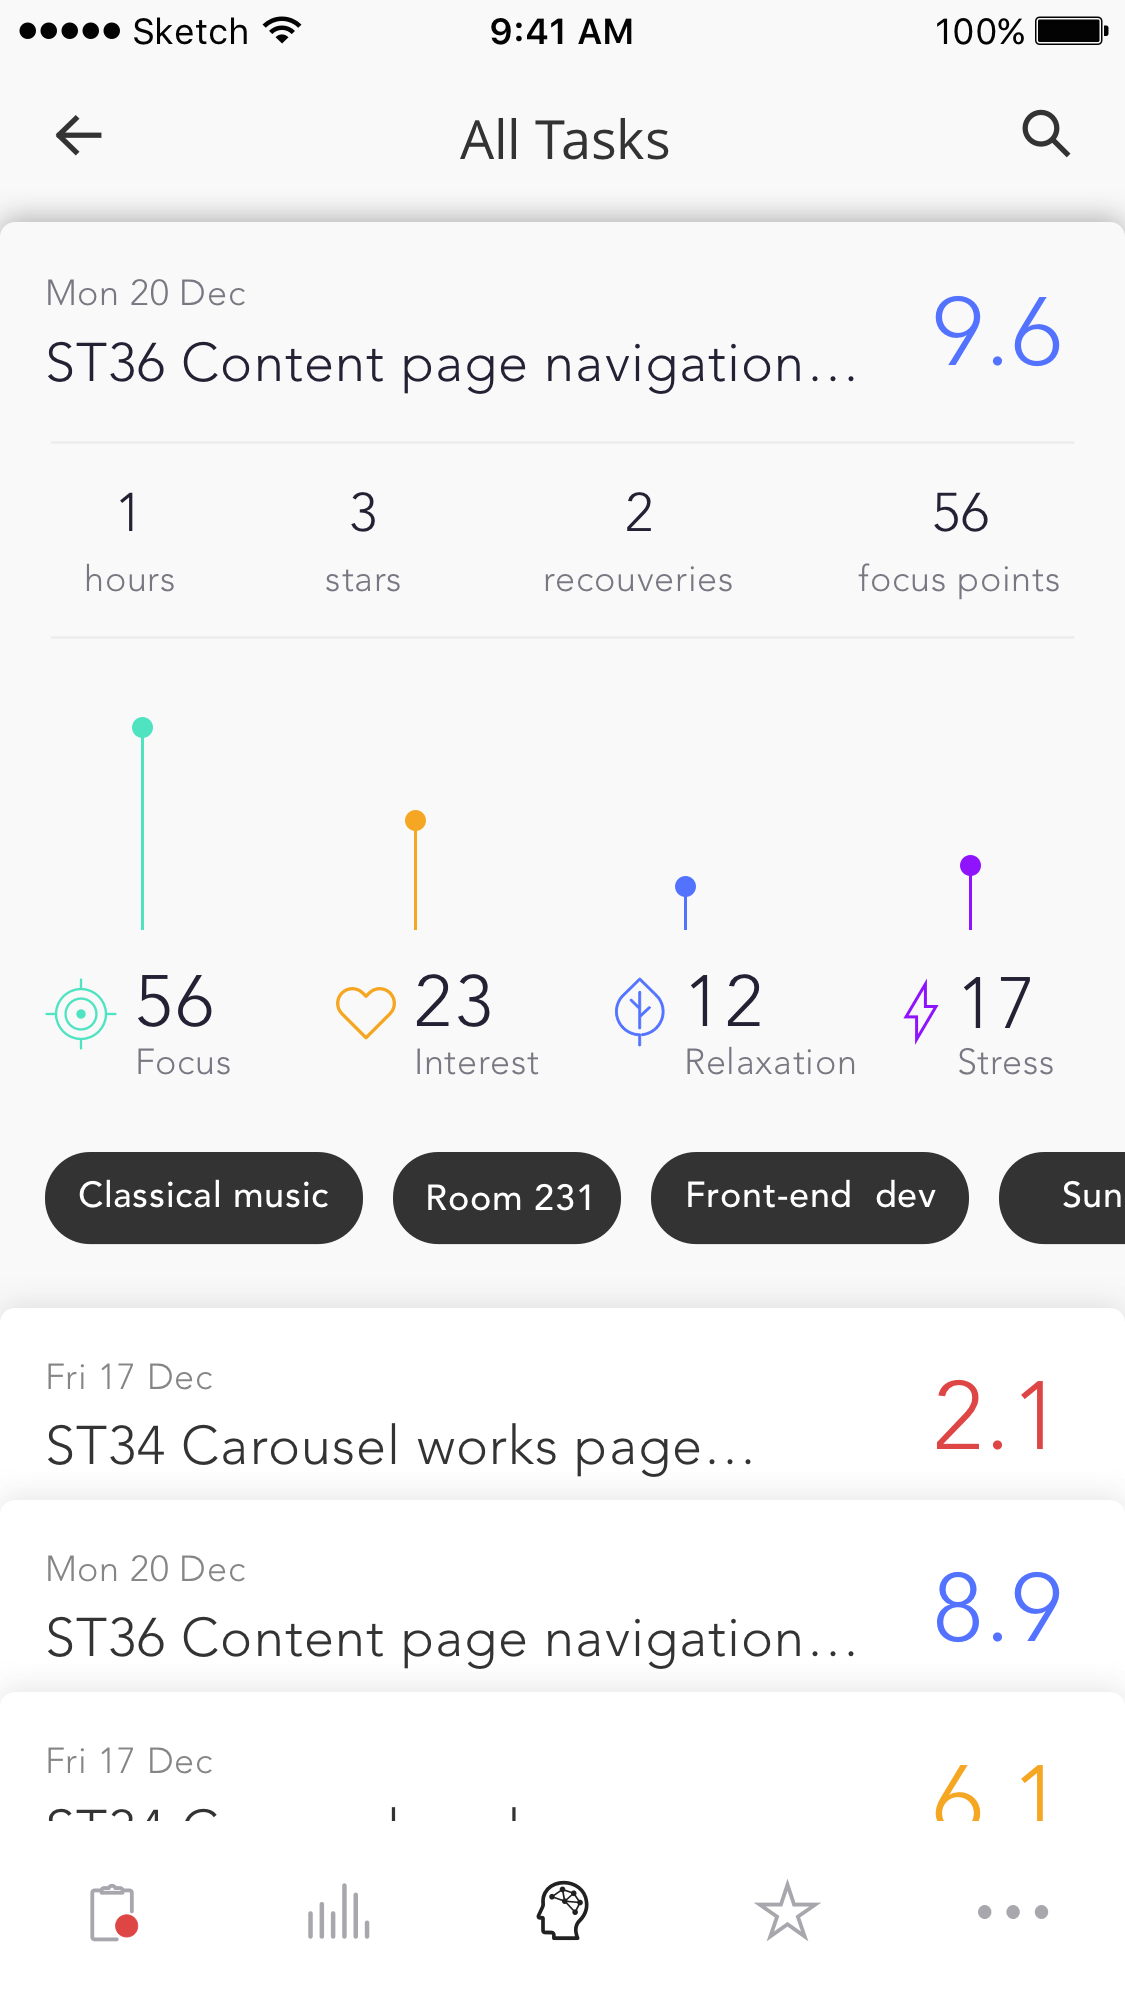 Sketch 9:41 AM 100%
All Tasks
Mon 20 Dec
ST36 Content page navigation...
9.6
1 3 2 56
hours stars recouveries focus points
56 23 12 17
Focus Interest Relaxation Stress
Classical music Room 231 Front-end dev Sun
Fri 17 Dec
ST34 Carousel works page...
2.1
Mon 20 Dec
ST36 Content page navigation...
8.9
Fri 17 Dec
6.1